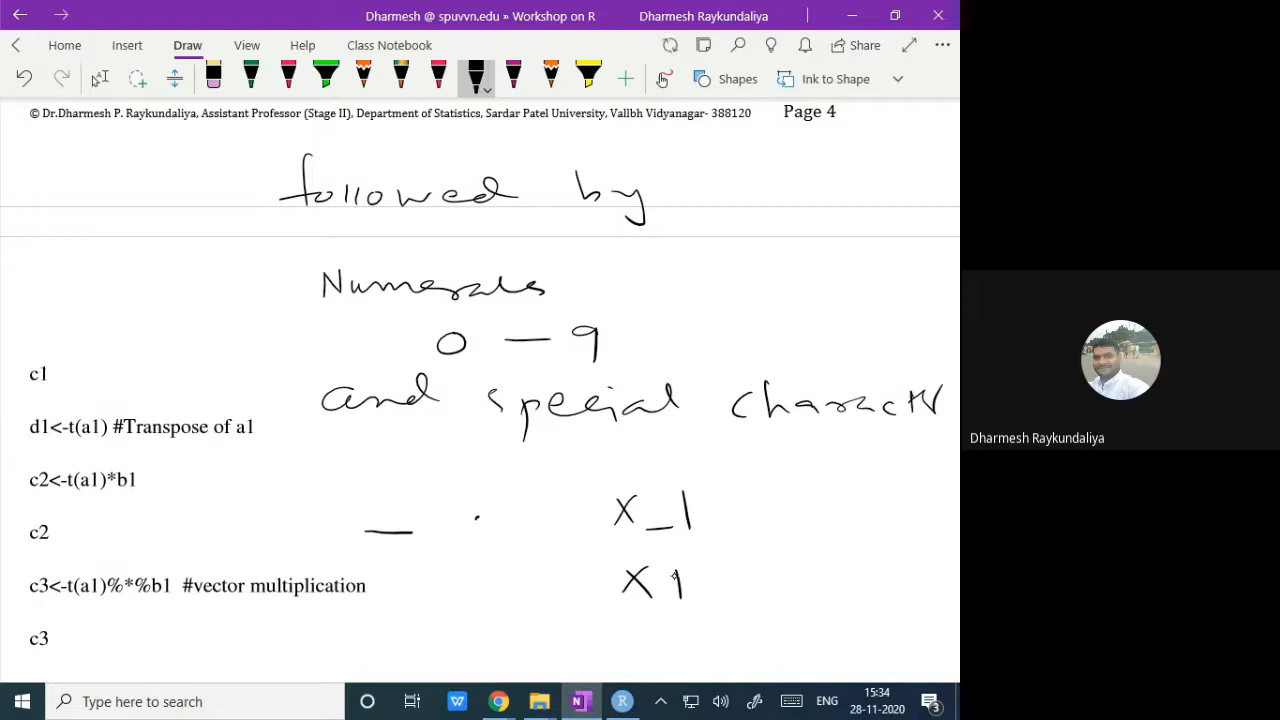 Dharmesh @ spuvvn.edu » Workshop on R
Dharmesh Raykundaliya
Home Insert Draw View Help Class Notebook Share
Shapes Ink to Shape
© Dr.Dharmesh P. Raykundaliya, Assistant Professor (Stage II), Department of Statistics, Sardar Patel University, Vallbh Vidyanagar- 388120 Page 4
followed by
Numerals
0 — 9
and special character
_ .
X_1
X1
c1
d1<-t(a1) #Transpose of a1
c2<-t(a1)*b1
c2
c3<-t(a1)%*%b1 #vector multiplication
c3
Dharmesh Raykundaliya
Type here to search
ENG
15:34
28-11-2020
3